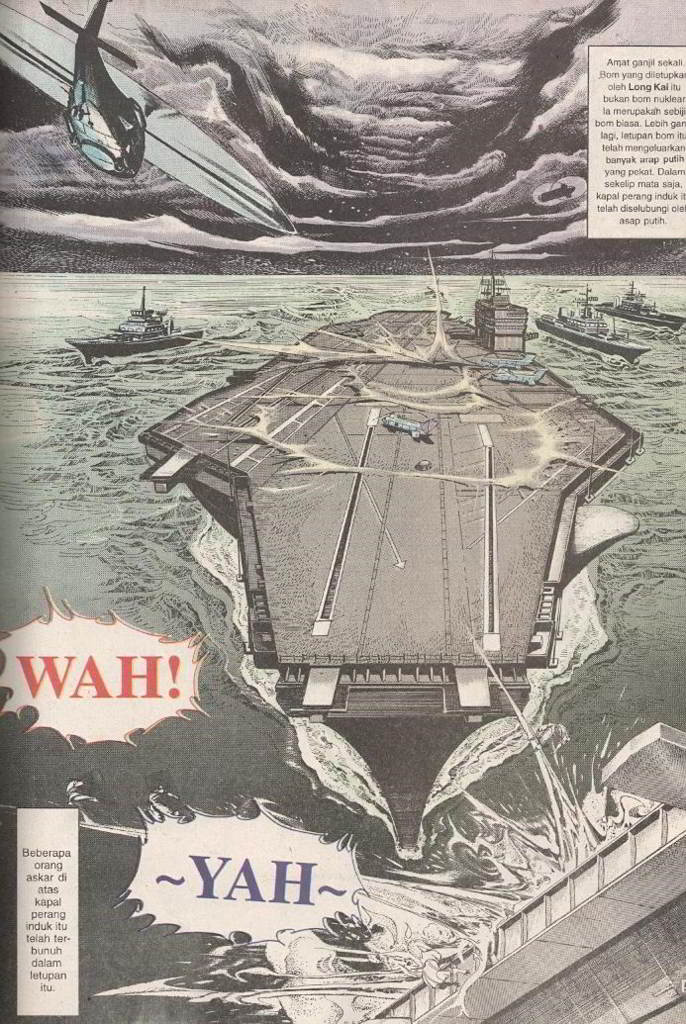 Amat ganjil sekali.
Bom yang diletupkan
oleh Long Kai itu
bukan bom nuklear.
Ia merupakah sebiji
bom biasa. Lebih gan
lagi, letupan bom itu
telah mengeluarkan
banyak asap putih
yang pekat. Dalam
sekelip mata saja,
kapal perang induk it
telah diselubungi oleh
asap putih.
WAH!
~YAH~
Beberapa
orang
askar di
atas
kapal
perang
induk itu
telah ter-
bunuh
dalam
letupan
itu.